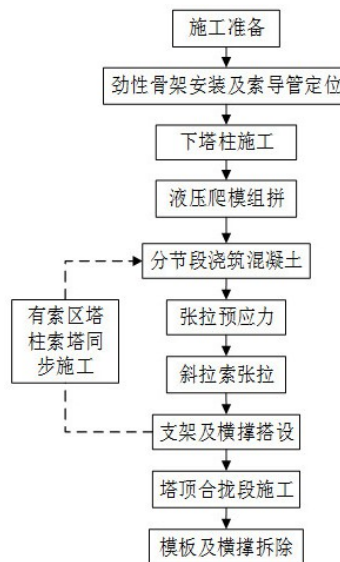 施工准备
劲性骨架安装及索导管定位
下塔柱施工
液压爬模组拼
分节段浇筑混凝土
有索区塔
柱索塔同
步施工
张拉预应力
斜拉索张拉
支架及横撑搭设
塔顶合拢段施工
模板及横撑拆除